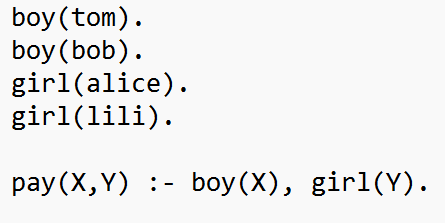 boy(tom).
boy(bob).
girl(alice).
girl(lili).
pay(X,Y) :- boy(X), girl(Y).